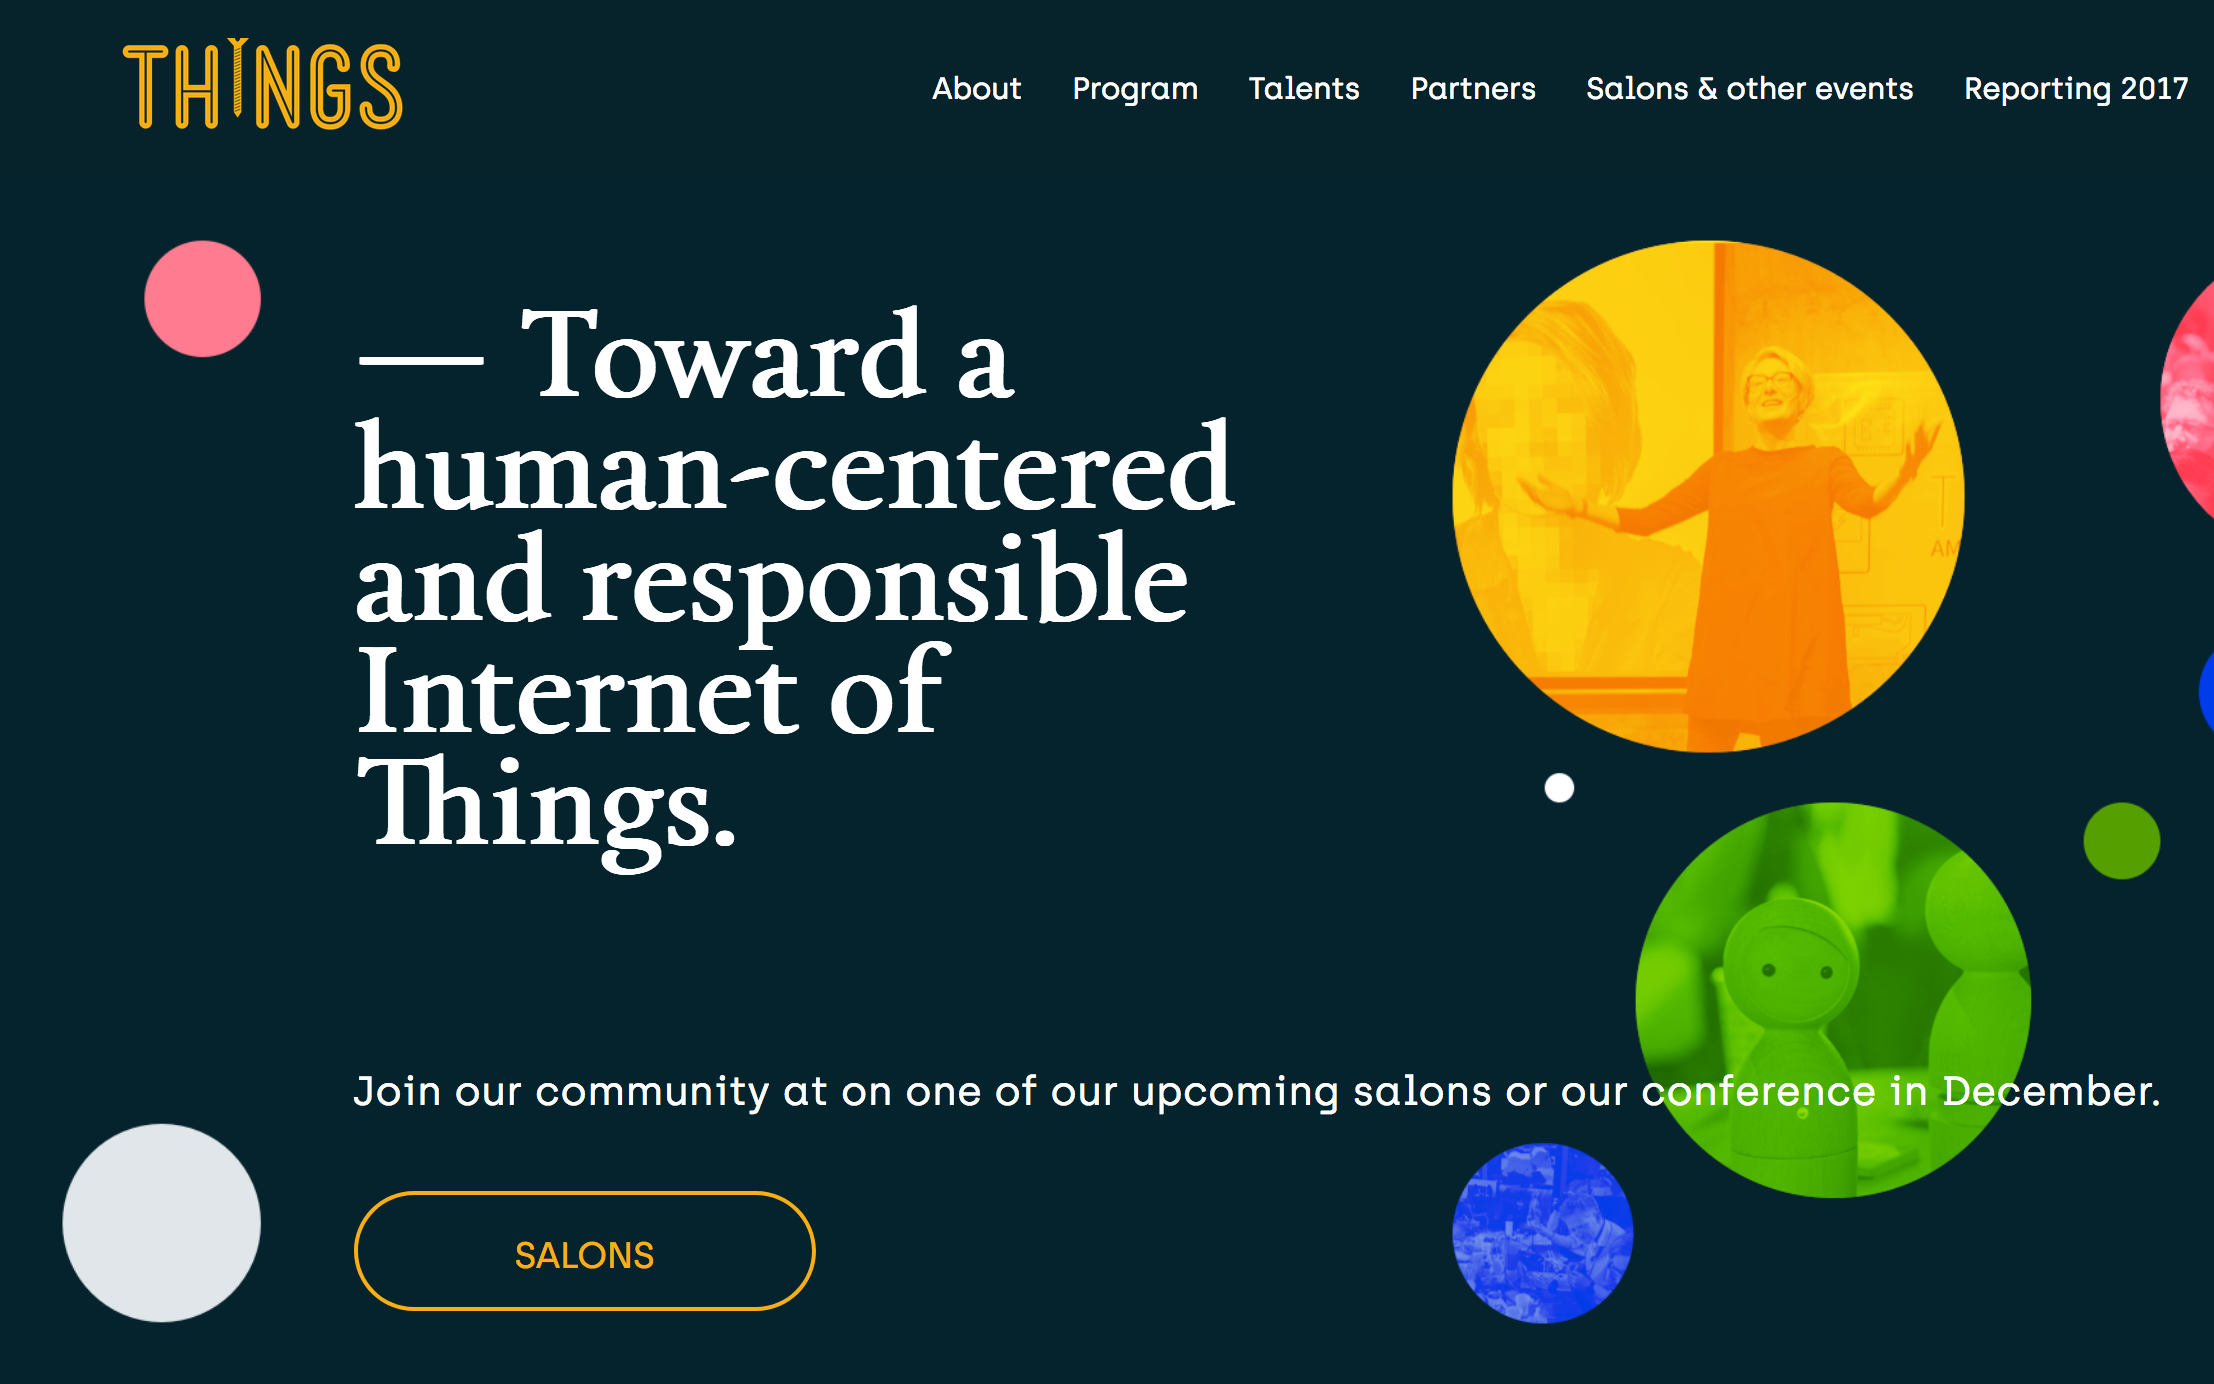 THINGS
About Program Talents Partners Salons & other events Reporting 2017
— Toward a
human-centered
and responsible
Internet of
Things.
T
AM
Join our community at on one of our upcoming salons or our conference in December.
SALONS